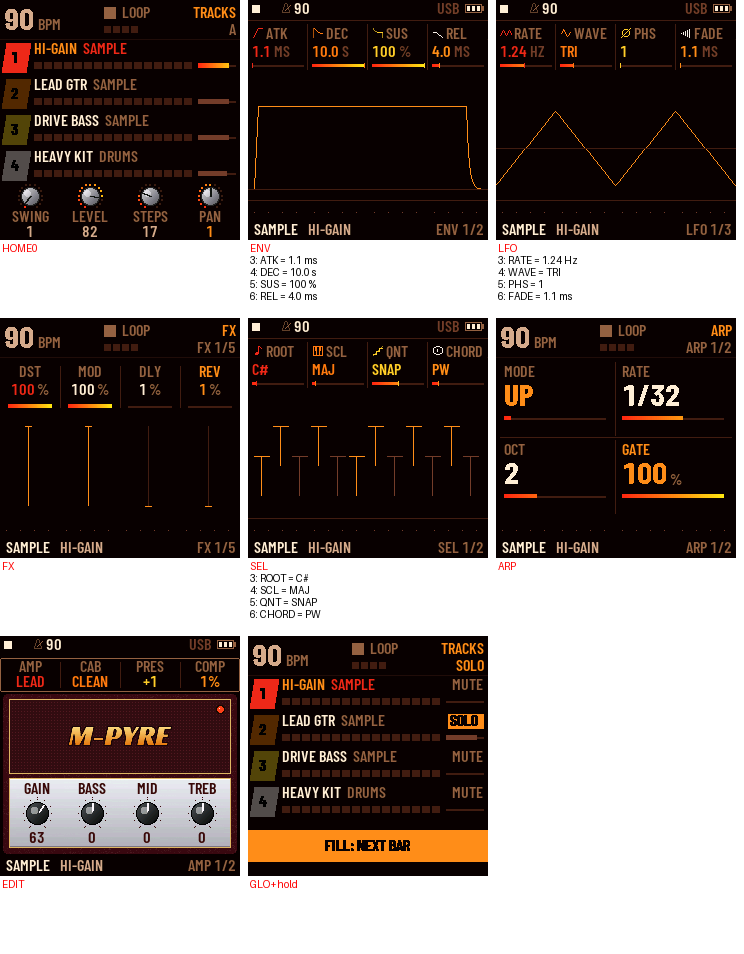 90 BPM LOOP TRACKS
A
1 HI-GAIN SAMPLE
2 LEAD GTR SAMPLE
3 DRIVE BASS SAMPLE
4 HEAVY KIT DRUMS
SWING LEVEL STEPS PAN
1 82 17 1
HOME0
90 USB
ATK DEC SUS REL
1.1 MS 10.0 S 100 % 4.0 MS
SAMPLE HI-GAIN ENV 1/2
ENV
3: ATK = 1.1 ms
4: DEC = 10.0 s
5: SUS = 100 %
6: REL = 4.0 ms
90 USB
RATE WAVE PHS FADE
1.24 HZ TRI 1 1.1 MS
SAMPLE HI-GAIN LFO 1/3
LFO
3: RATE = 1.24 Hz
4: WAVE = TRI
5: PHS = 1
6: FADE = 1.1 ms
90 BPM LOOP FX
FX 1/5
DST MOD DLY REV
100 % 100 % 1 % 1 %
SAMPLE HI-GAIN FX 1/5
FX
90 USB
ROOT SCL QNT CHORD
C# MAJ SNAP PW
SAMPLE HI-GAIN SEL 1/2
SEL
3: ROOT = C#
4: SCL = MAJ
5: QNT = SNAP
6: CHORD = PW
90 BPM LOOP ARP
ARP 1/2
MODE RATE
UP 1/32
OCT GATE
2 100 %
SAMPLE HI-GAIN ARP 1/2
ARP
90 USB
AMP CAB PRES COMP
LEAD CLEAN +1 1%
M-PYRE
GAIN BASS MID TREB
63 0 0 0
SAMPLE HI-GAIN AMP 1/2
EDIT
90 BPM LOOP TRACKS
SOLO
1 HI-GAIN SAMPLE MUTE
2 LEAD GTR SAMPLE SOLO
3 DRIVE BASS SAMPLE MUTE
4 HEAVY KIT DRUMS MUTE
FILL: NEXT BAR
GLO+hold